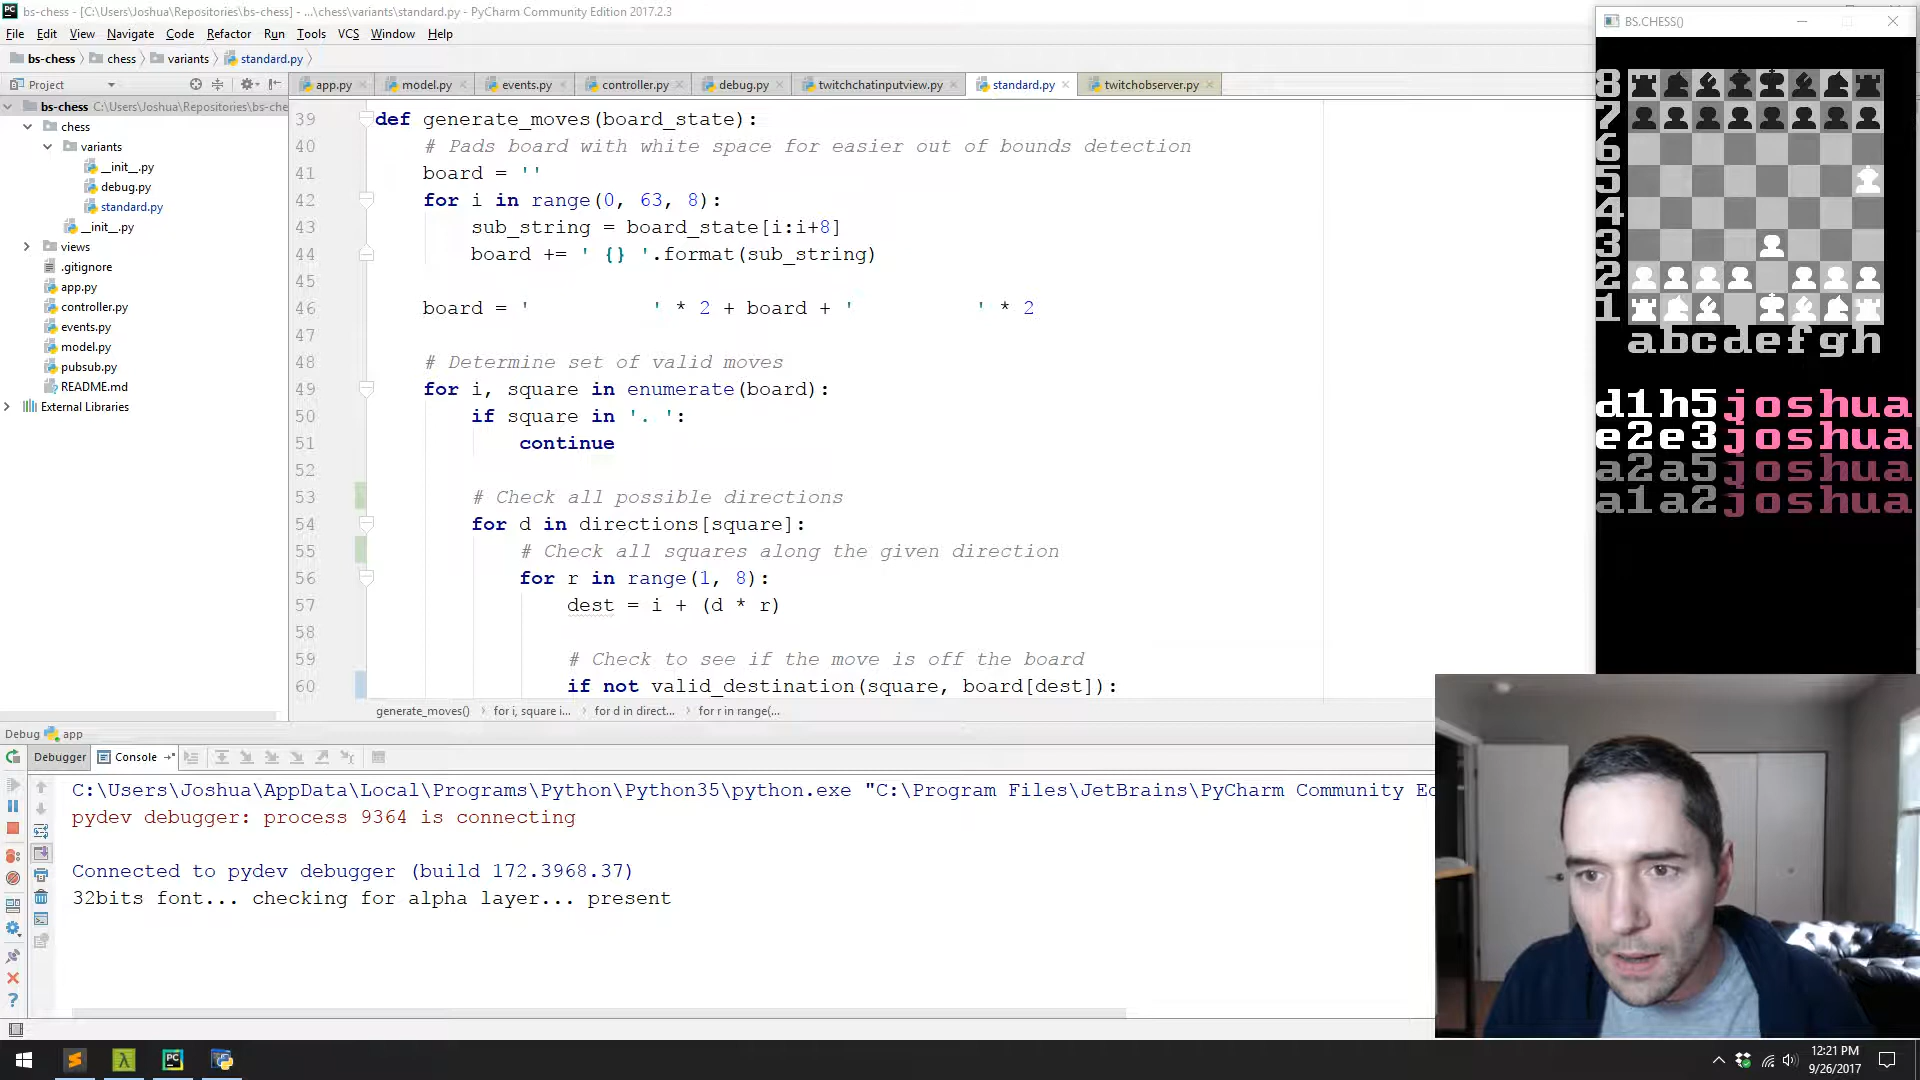 bs-chess - [C:\Users\Joshua\Repositories\bs-chess] - ...\chess\variants\standard.py - PyCharm Community Edition 2017.2.3
File Edit View Navigate Code Refactor Run Tools VCS Window Help
bs-chess chess variants standard.py
Project
app.py model.py events.py controller.py debug.py twitchchatinputview.py standard.py twitchobserver.py
bs-chess C:\Users\Joshua\Repositories\bs-che
chess
variants
__init__.py
debug.py
standard.py
__init__.py
views
.gitignore
app.py
controller.py
events.py
model.py
pubsub.py
README.md
External Libraries
39 def generate_moves(board_state):
40 # Pads board with white space for easier out of bounds detection
41 board = ''
42 for i in range(0, 63, 8):
43 sub_string = board_state[i:i+8]
44 board += ' {} '.format(sub_string)
45
46 board = '          ' * 2 + board + '          ' * 2
47
48 # Determine set of valid moves
49 for i, square in enumerate(board):
50 if square in '. ':
51 continue
52
53 # Check all possible directions
54 for d in directions[square]:
55 # Check all squares along the given direction
56 for r in range(1, 8):
57 dest = i + (d * r)
58
59 # Check to see if the move is off the board
60 if not valid_destination(square, board[dest]):
generate_moves() for i, square i... for d in direct... for r in range(...
BS.CHESS()
8
7
6
5
4
3
2
1
abcdefgh
d1h5joshua
e2e3joshua
a2a5joshua
a1a2joshua
Debug app
Debugger Console
C:\Users\Joshua\AppData\Local\Programs\Python\Python35\python.exe "C:\Program Files\JetBrains\PyCharm Community Ed
pydev debugger: process 9364 is connecting
Connected to pydev debugger (build 172.3968.37)
32bits font... checking for alpha layer... present
12:21 PM
9/26/2017